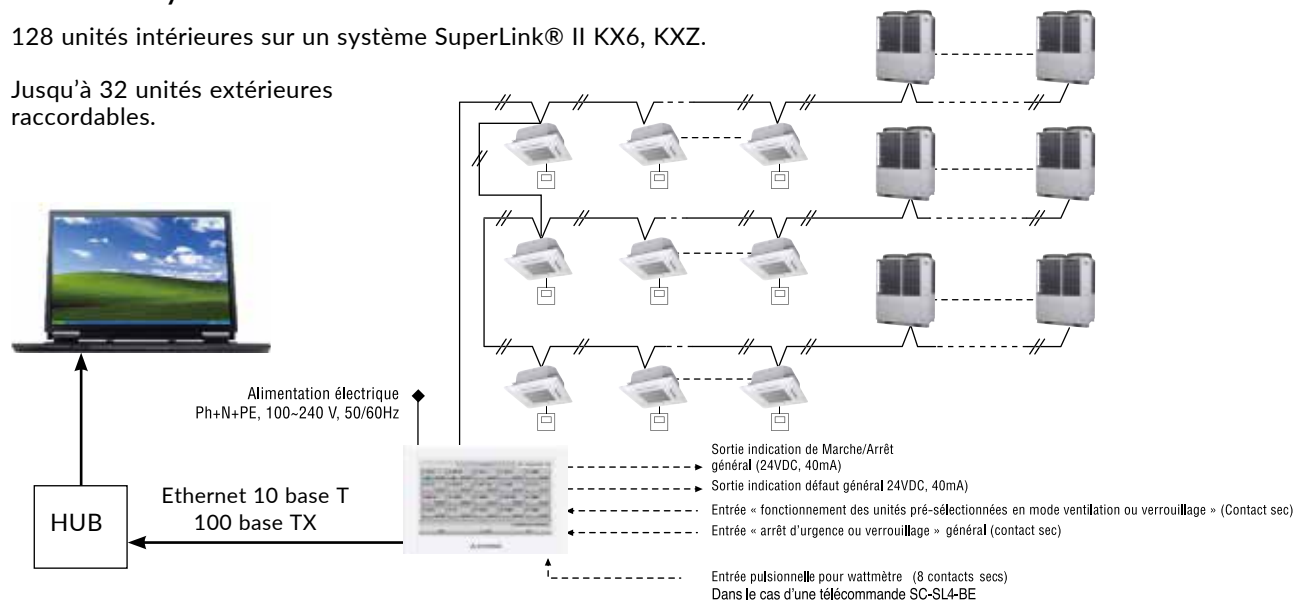 128 unités intérieures sur un système SuperLink® II KX6, KXZ.
Jusqu'à 32 unités extérieures
raccordables.
Alimentation électrique
Ph+N+PE, 100~240 V, 50/60Hz
HUB
Ethernet 10 base T
100 base TX
Sortie indication de Marche/Arrêt
général (24VDC, 40mA)
Sortie indication défaut général 24VDC, 40mA)
Entrée « fonctionnement des unités pré-sélectionnées en mode ventilation ou verrouillage » (Contact sec)
Entrée « arrêt d'urgence ou verrouillage » général (contact sec)
Entrée pulsionnelle pour wattmètre (8 contacts secs)
Dans le cas d'une télécommande SC-SL4-BE